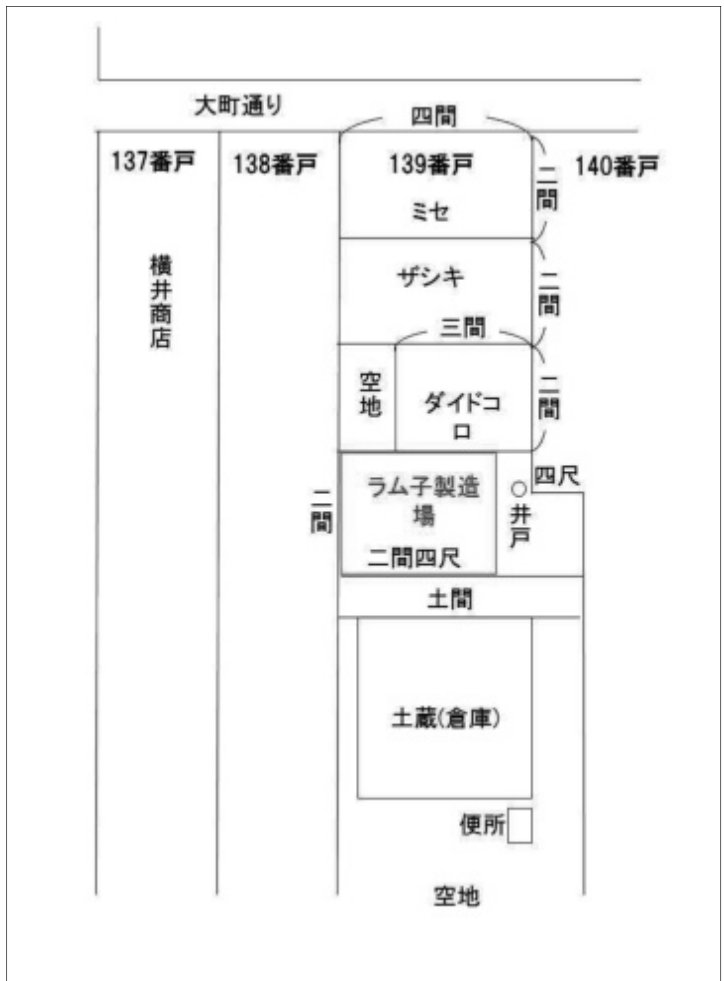 大町通り
四間
137番戸
138番戸
139番戸
140番戸
ミセ
二間
横井商店
ザシキ
二間
三間
空地
ダイドコ
ロ
二間
四尺
二間
ラム子製造
場
井戸
二間四尺
土間
土蔵(倉庫)
便所
空地